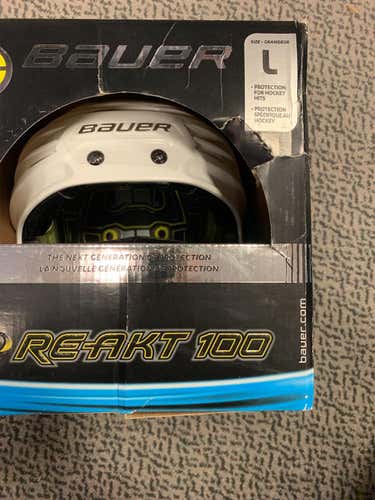 BAUER
SIZE • GRANDEUR
L
• PROTECTION
FOR HOCKEY
HITS
• PROTECTION
SPÉCIFIQUE AU
HOCKEY
BAUER
THE NEXT GENERATION OF PROTECTION
LA NOUVELLE GÉNÉRATION DE PROTECTION
RE-AKT 100
bauer.com